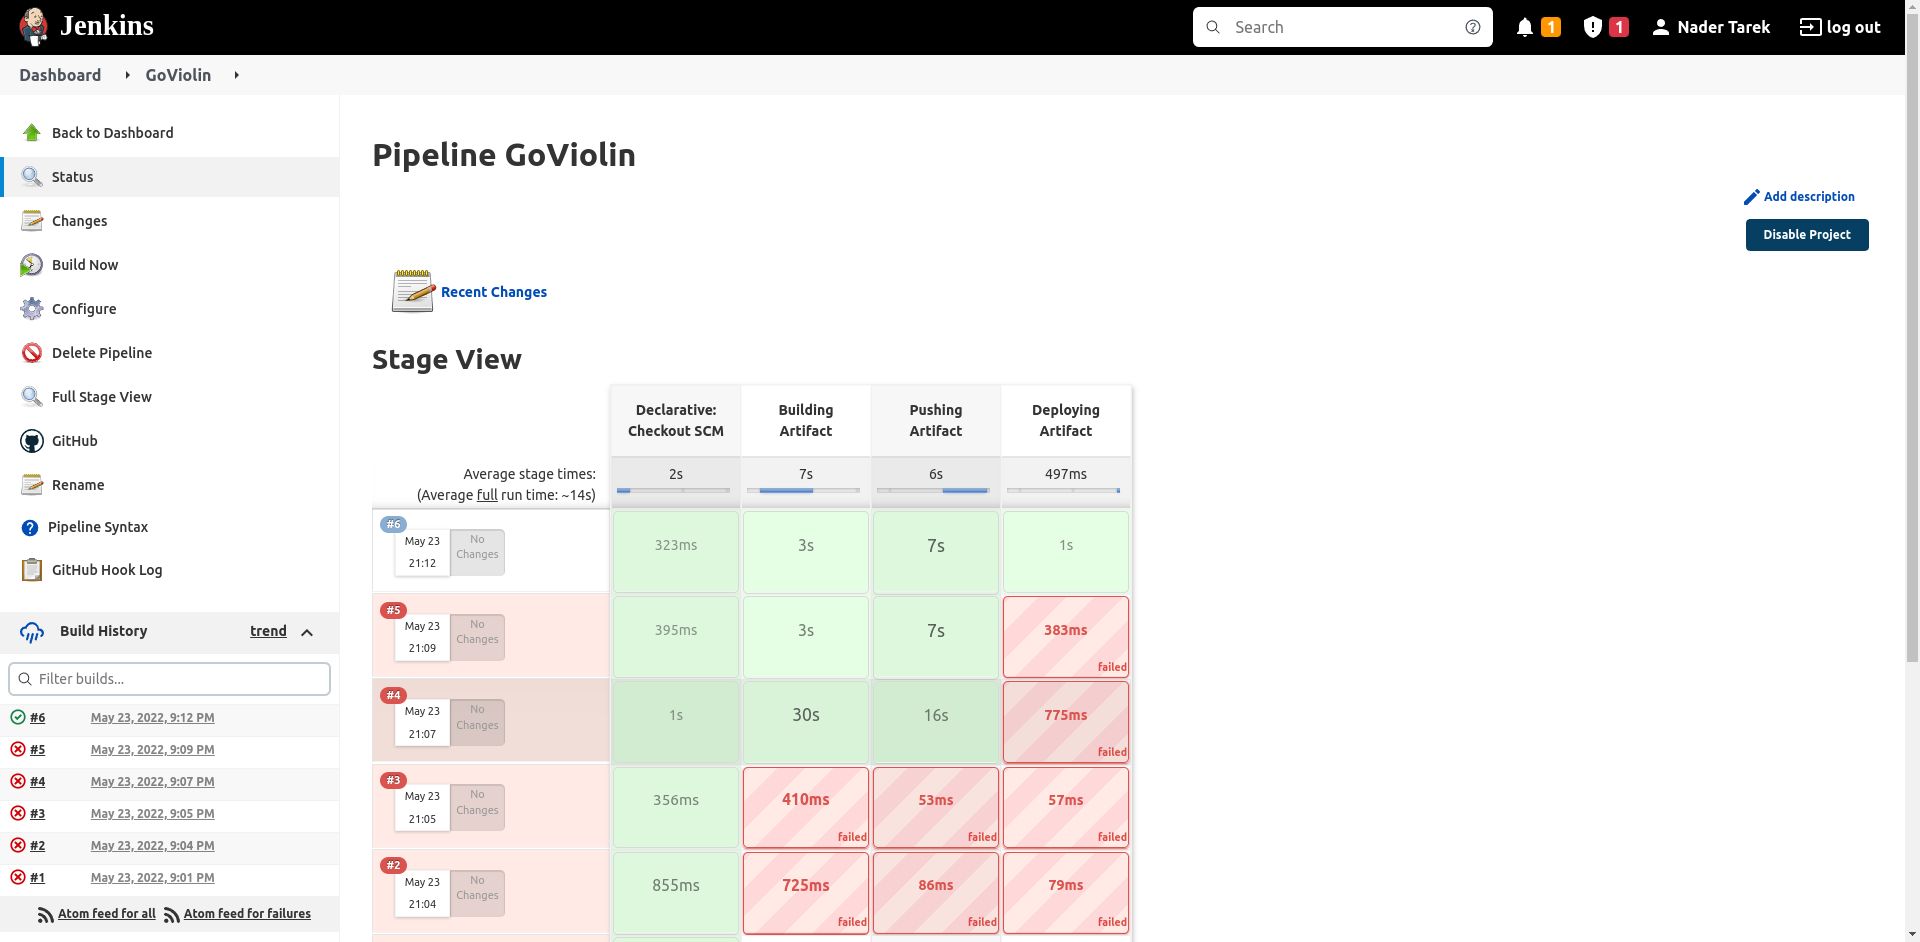 Jenkins
Search
1
1
Nader Tarek
log out
Dashboard
GoViolin
Back to Dashboard
Status
Changes
Build Now
Configure
Delete Pipeline
Full Stage View
GitHub
Rename
Pipeline Syntax
GitHub Hook Log
Build History
trend
Filter builds...
#6 May 23, 2022, 9:12 PM
#5 May 23, 2022, 9:09 PM
#4 May 23, 2022, 9:07 PM
#3 May 23, 2022, 9:05 PM
#2 May 23, 2022, 9:04 PM
#1 May 23, 2022, 9:01 PM
Atom feed for all Atom feed for failures
Pipeline GoViolin
Add description
Disable Project
Recent Changes
Stage View
Declarative: Building Pushing Deploying
Checkout SCM Artifact Artifact Artifact
Average stage times: 2s 7s 6s 497ms
(Average full run time: ~14s)
#6
May 23
21:12
No
Changes
323ms
3s
7s
1s
#5
May 23
21:09
No
Changes
395ms
3s
7s
383ms
failed
#4
May 23
21:07
No
Changes
1s
30s
16s
775ms
failed
#3
May 23
21:05
No
Changes
356ms
410ms
failed
53ms
failed
57ms
failed
#2
May 23
21:04
No
Changes
855ms
725ms
failed
86ms
failed
79ms
failed